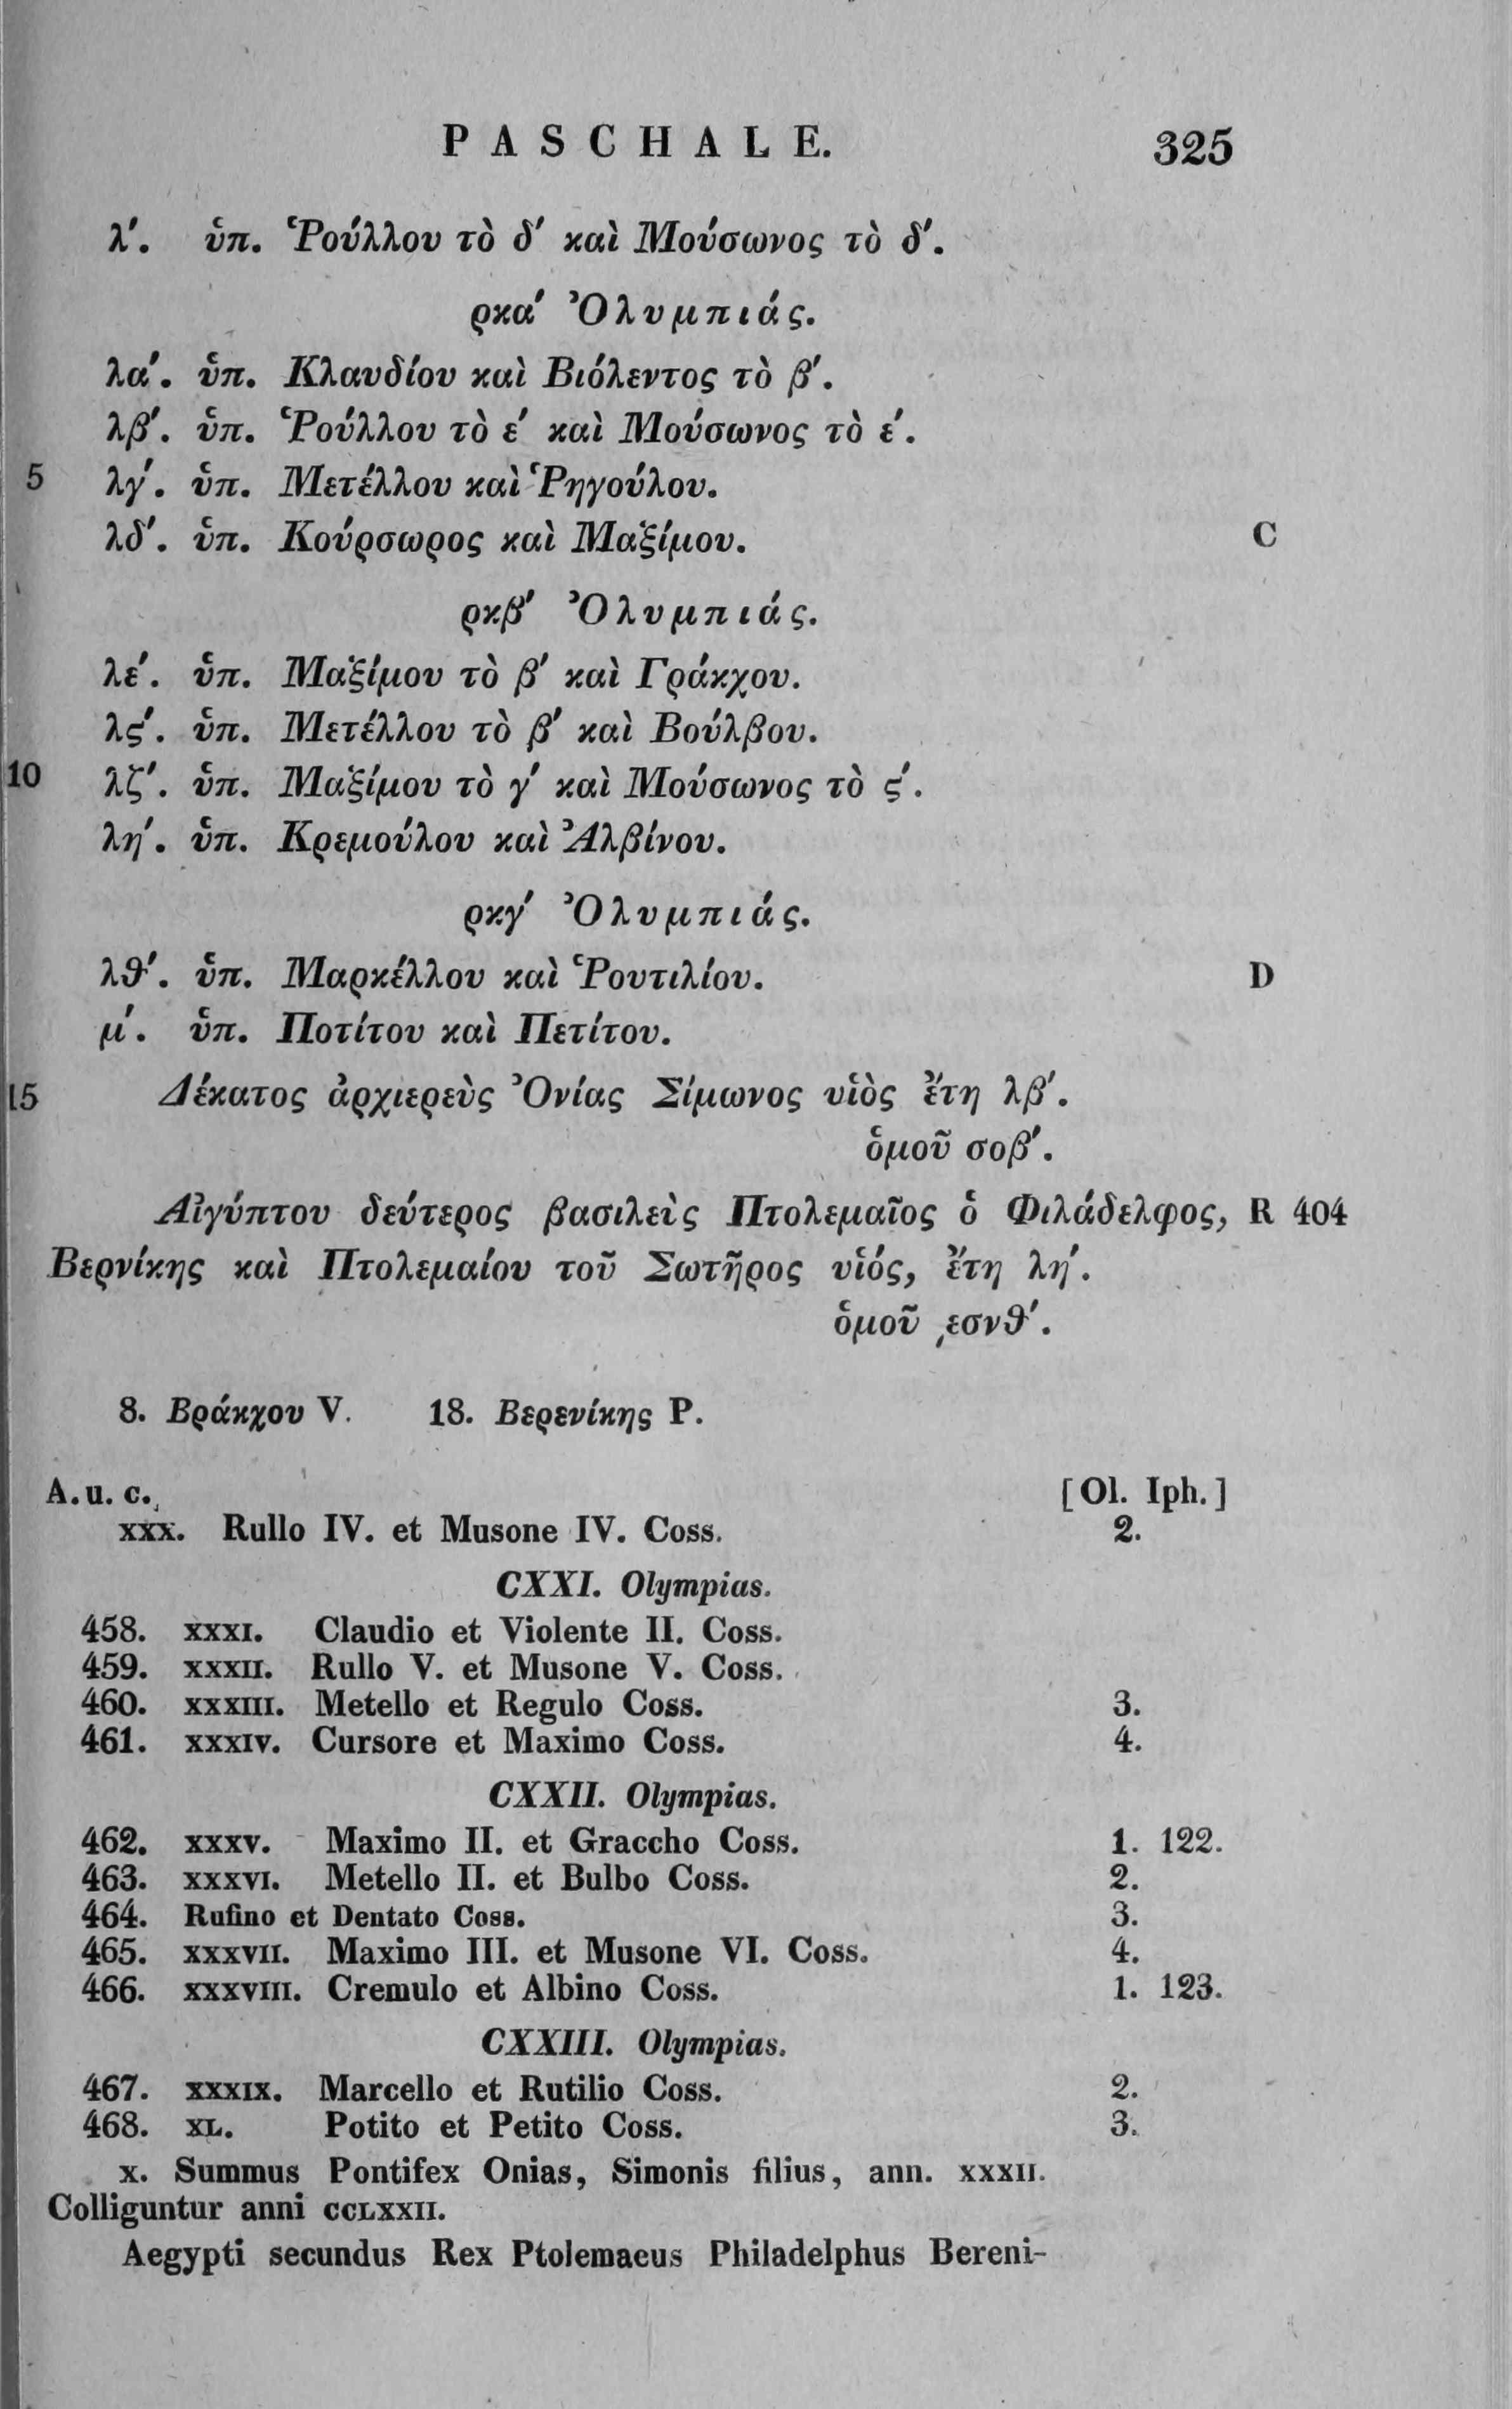 PASCHALE. 325
λ'. ὑπ. Ῥούλλου τὸ δ' καὶ Μούσωνος τὸ δ'.
ρκα' Ὀλυμπιάς.
λα'. ὑπ. Κλαυδίου καὶ Βιόλεντος τὸ β'.
λβ'. ὑπ. Ῥούλλου τὸ ε' καὶ Μούσωνος τὸ ε'.
5 λγ'. ὑπ. Μετέλλου καὶ Ῥηγούλου.
λδ'. ὑπ. Κούρσωρος καὶ Μαξίμου. C
ρκβ' Ὀλυμπιάς.
λε'. ὑπ. Μαξίμου τὸ β' καὶ Γράκχου.
λς'. ὑπ. Μετέλλου τὸ β' καὶ Βούλβου.
10 λζ'. ὑπ. Μαξίμου τὸ γ' καὶ Μούσωνος τὸ ς'.
λη'. ὑπ. Κρεμούλου καὶ Ἀλβίνου.
ρκγ' Ὀλυμπιάς.
λθ'. ὑπ. Μαρκέλλου καὶ Ῥουτιλίου. D
μ'. ὑπ. Ποτίτου καὶ Πετίτου.
15 Δέκατος ἀρχιερεὺς Ὀνίας Σίμωνος υἱὸς ἔτη λβ'.
ὁμοῦ σοβ'.
Αἰγύπτου δεύτερος βασιλεὶς Πτολεμαῖος ὁ Φιλάδελφος, R 404
Βερνίκης καὶ Πτολεμαίου τοῦ Σωτῆρος υἱός, ἔτη λη'.
ὁμοῦ ͵εσνθ'.
8. Βράκχου V. 18. Βερενίκης P.
A. u. c. [Ol. Iph.]
xxx. Rullo IV. et Musone IV. Coss. 2.
CXXI. Olympias.
458. xxxi. Claudio et Violente II. Coss.
459. xxxii. Rullo V. et Musone V. Coss.
460. xxxiii. Metello et Regulo Coss. 3.
461. xxxiv. Cursore et Maximo Coss. 4.
CXXII. Olympias.
462. xxxv. Maximo II. et Graccho Coss. 1. 122.
463. xxxvi. Metello II. et Bulbo Coss. 2.
464. Rufino et Dentato Coss. 3.
465. xxxvii. Maximo III. et Musone VI. Coss. 4.
466. xxxviii. Cremulo et Albino Coss. 1. 123.
CXXIII. Olympias.
467. xxxix. Marcello et Rutilio Coss. 2.
468. xl. Potito et Petito Coss. 3.
x. Summus Pontifex Onias, Simonis filius, ann. xxxii.
Colliguntur anni cclxxii.
Aegypti secundus Rex Ptolemaeus Philadelphus Bereni-